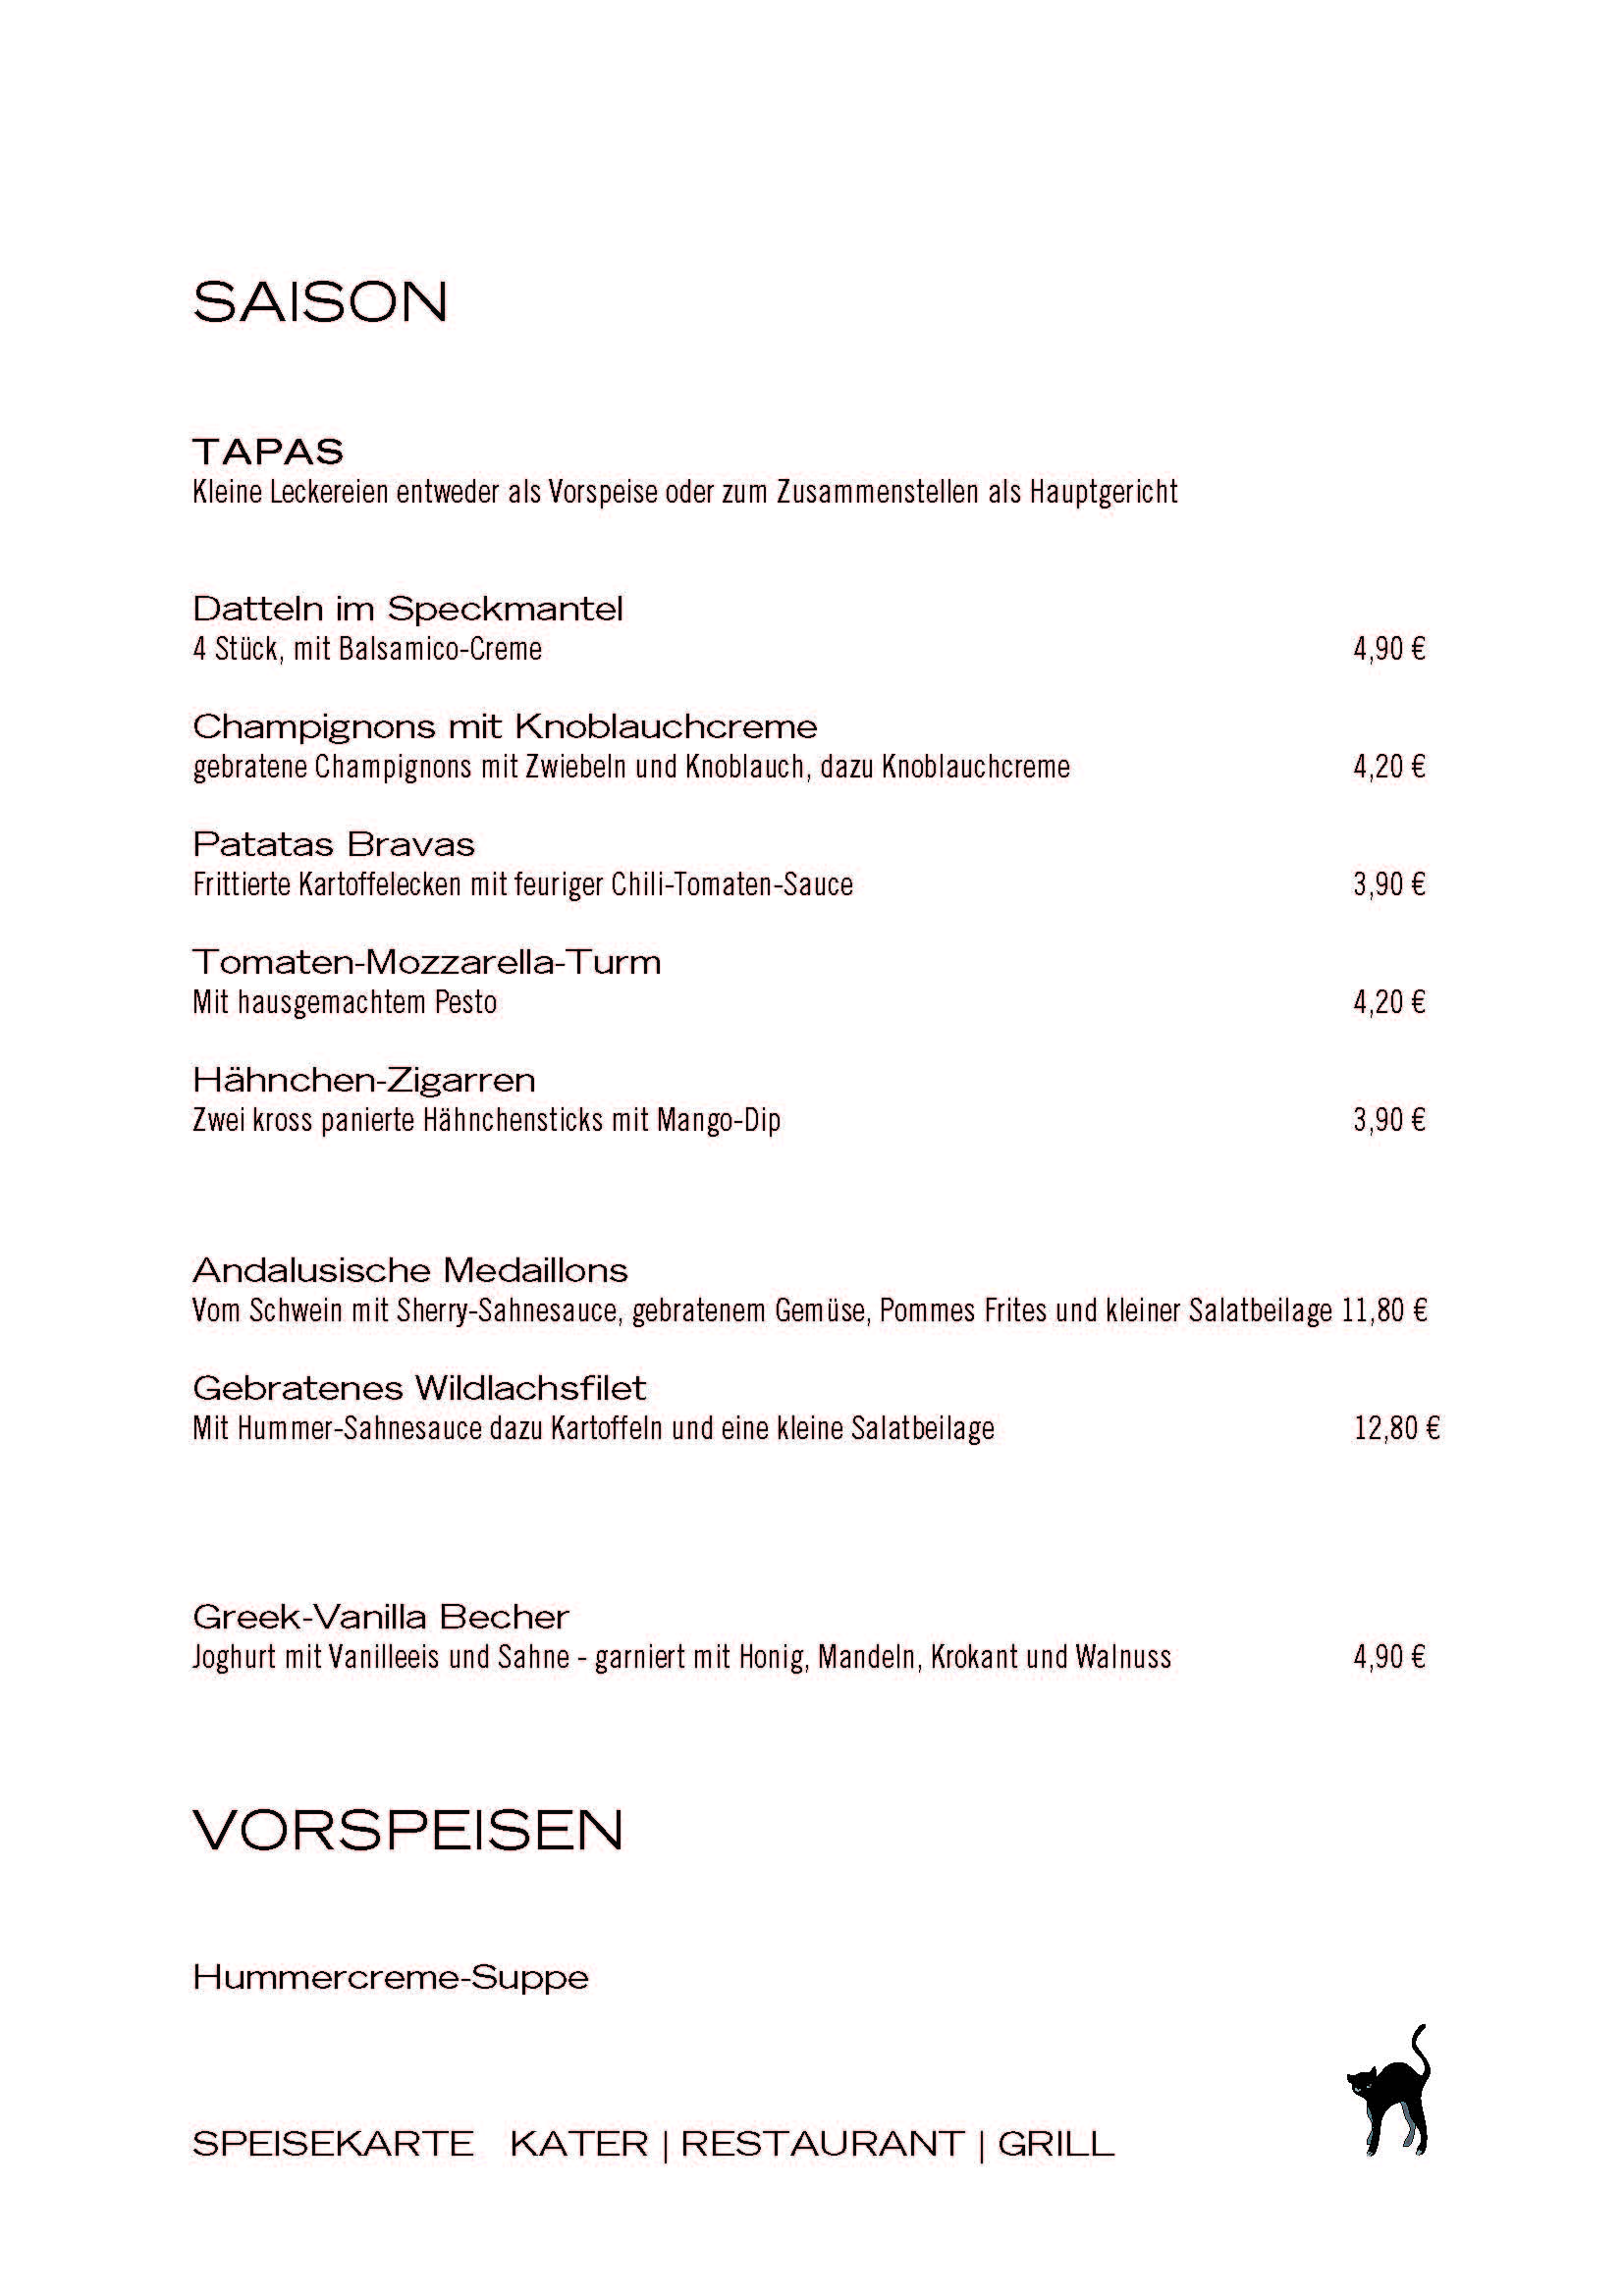 SAISON
TAPAS
Kleine Leckereien entweder als Vorspeise oder zum Zusammenstellen als Hauptgericht
Datteln im Speckmantel
4 Stück, mit Balsamico-Creme 4,90 €
Champignons mit Knoblauchcreme
gebratene Champignons mit Zwiebeln und Knoblauch, dazu Knoblauchcreme 4,20 €
Patatas Bravas
Frittierte Kartoffelecken mit feuriger Chili-Tomaten-Sauce 3,90 €
Tomaten-Mozzarella-Turm
Mit hausgemachtem Pesto 4,20 €
Hähnchen-Zigarren
Zwei kross panierte Hähnchensticks mit Mango-Dip 3,90 €
Andalusische Medaillons
Vom Schwein mit Sherry-Sahnesauce, gebratenem Gemüse, Pommes Frites und kleiner Salatbeilage 11,80 €
Gebratenes Wildlachsfilet
Mit Hummer-Sahnesauce dazu Kartoffeln und eine kleine Salatbeilage 12,80 €
Greek-Vanilla Becher
Joghurt mit Vanilleeis und Sahne - garniert mit Honig, Mandeln, Krokant und Walnuss 4,90 €
VORSPEISEN
Hummercreme-Suppe
SPEISEKARTE KATER | RESTAURANT | GRILL